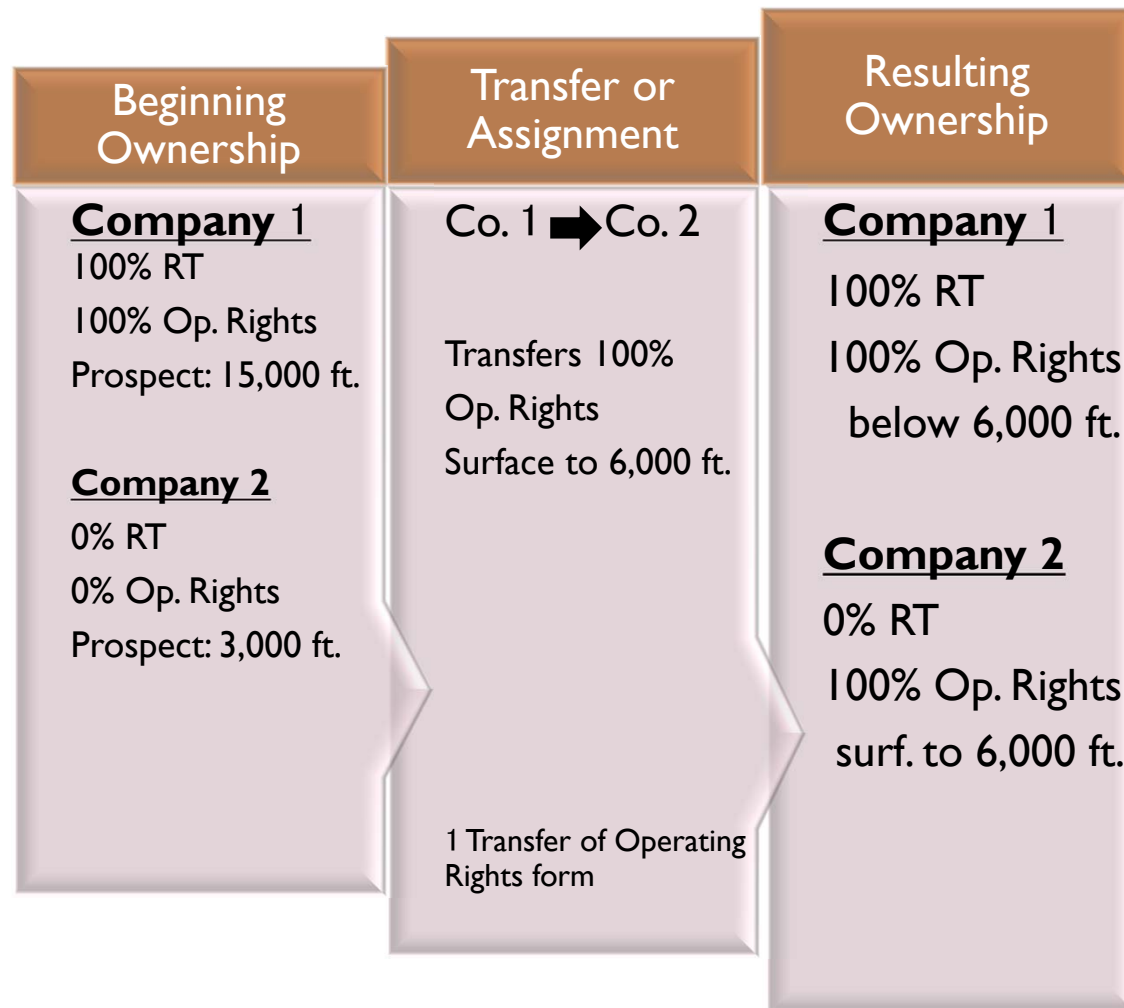 Beginning
Ownership
Company 1
100% RT
100% Op. Rights
Prospect: 15,000 ft.
Company 2
0% RT
0% Op. Rights
Prospect: 3,000 ft.
Transfer or
Assignment
Co. 1 ➡ Co. 2
Transfers 100%
Op. Rights
Surface to 6,000 ft.
1 Transfer of Operating
Rights form
Resulting
Ownership
Company 1
100% RT
100% Op. Rights
below 6,000 ft.
Company 2
0% RT
100% Op. Rights
surf. to 6,000 ft.